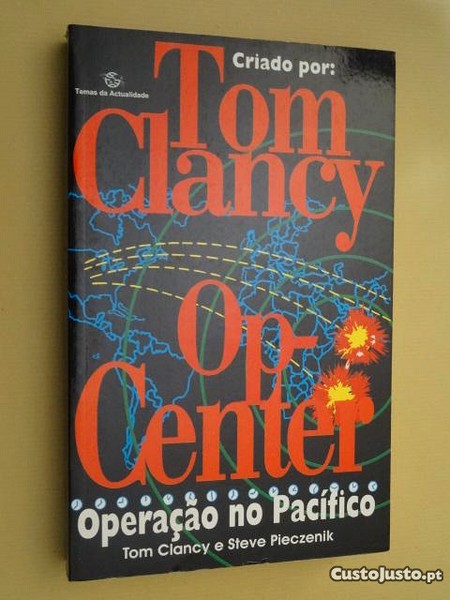 Criado por:
Temas da Actualidade
Tom
Clancy
Op-
Center
Operação no Pacífico
Tom Clancy e Steve Pieczenik
CustoJusto.pt